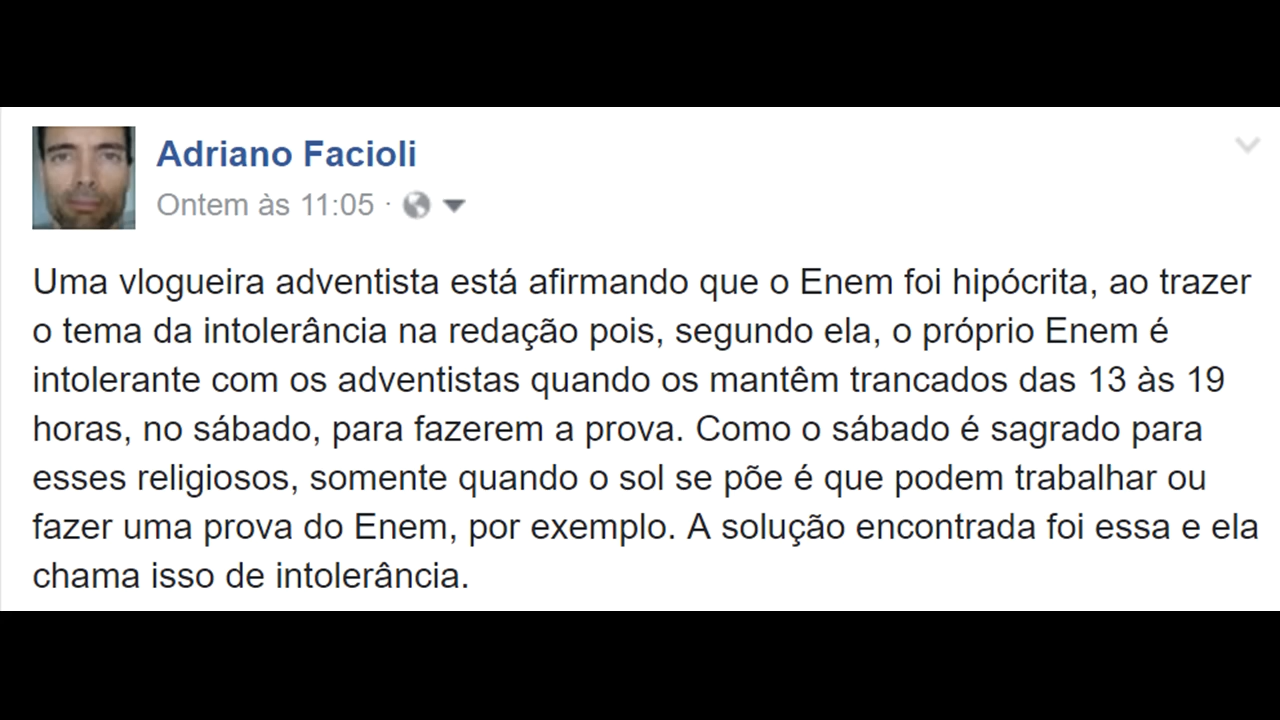 Adriano Facioli
Ontem às 11:05 ·
Uma vlogueira adventista está afirmando que o Enem foi hipócrita, ao trazer
o tema da intolerância na redação pois, segundo ela, o próprio Enem é
intolerante com os adventistas quando os mantêm trancados das 13 às 19
horas, no sábado, para fazerem a prova. Como o sábado é sagrado para
esses religiosos, somente quando o sol se põe é que podem trabalhar ou
fazer uma prova do Enem, por exemplo. A solução encontrada foi essa e ela
chama isso de intolerância.